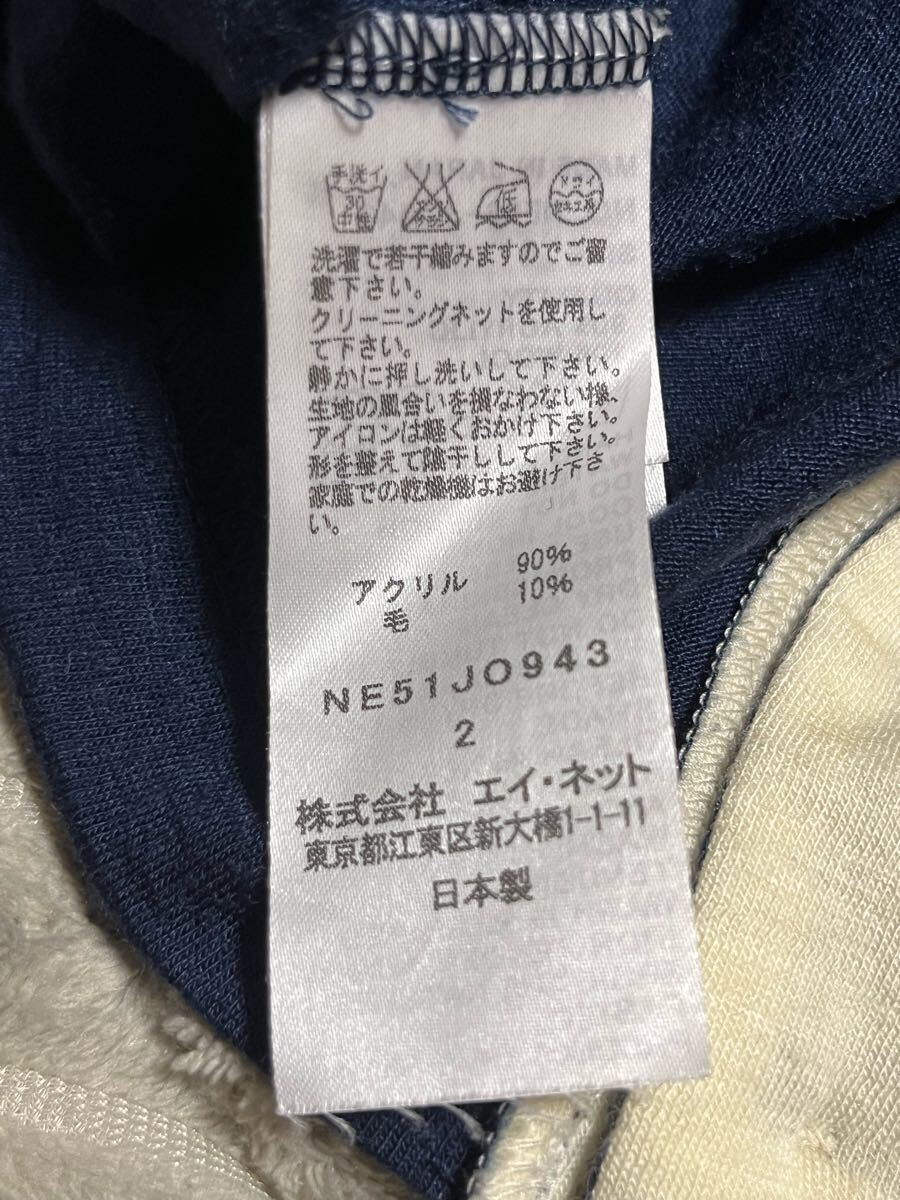 手洗イ
30
中性
ドライ
セキユ系
洗濯で若干縮みますのでご留
意下さい。
クリーニングネットを使用し
て下さい。
静かに押し洗いして下さい。
生地の風合いを損なわない様、
アイロンは軽くおかけ下さい。
形を整えて陰干しして下さい。
家庭での乾燥機はお避け下さ
い。
アクリル 90%
毛 10%
NE51JO943
2
株式会社 エイ・ネット
東京都江東区新大橋1-1-11
日本製